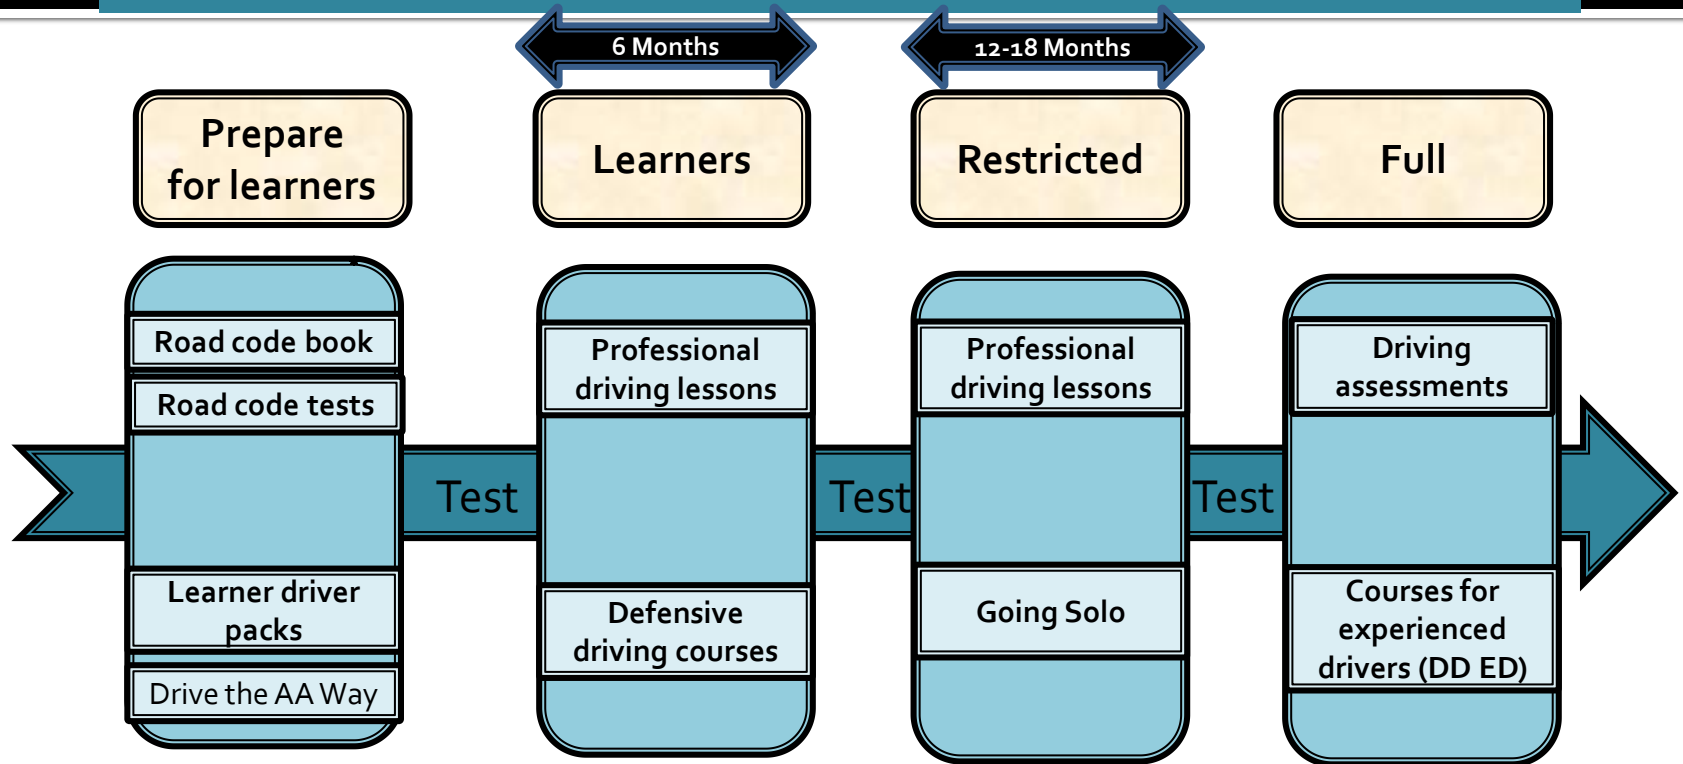 6 Months
12-18 Months
Prepare
for learners
Learners
Restricted
Full
Road code book
Road code tests
Learner driver
packs
Drive the AA Way
Test
Professional
driving lessons
Defensive
driving courses
Test
Professional
driving lessons
Going Solo
Test
Driving
assessments
Courses for
experienced
drivers (DD ED)